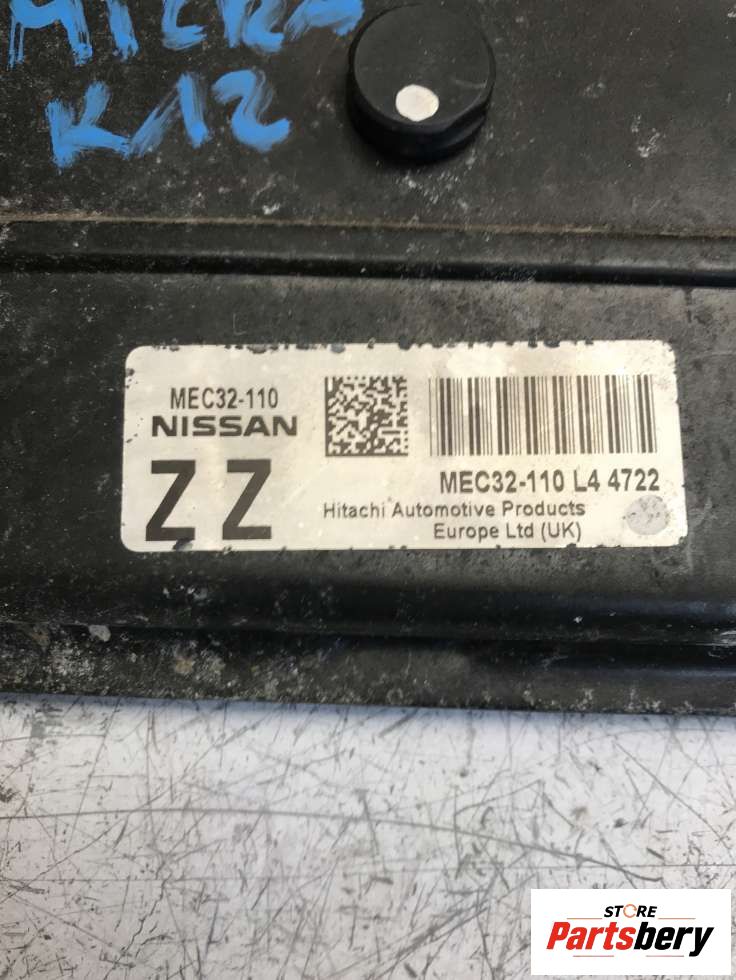 MICRA
K12
MEC32-110
NISSAN
ZZ
MEC32-110 L4 4722
Hitachi Automotive Products
Europe Ltd (UK)
STORE
Partsbery